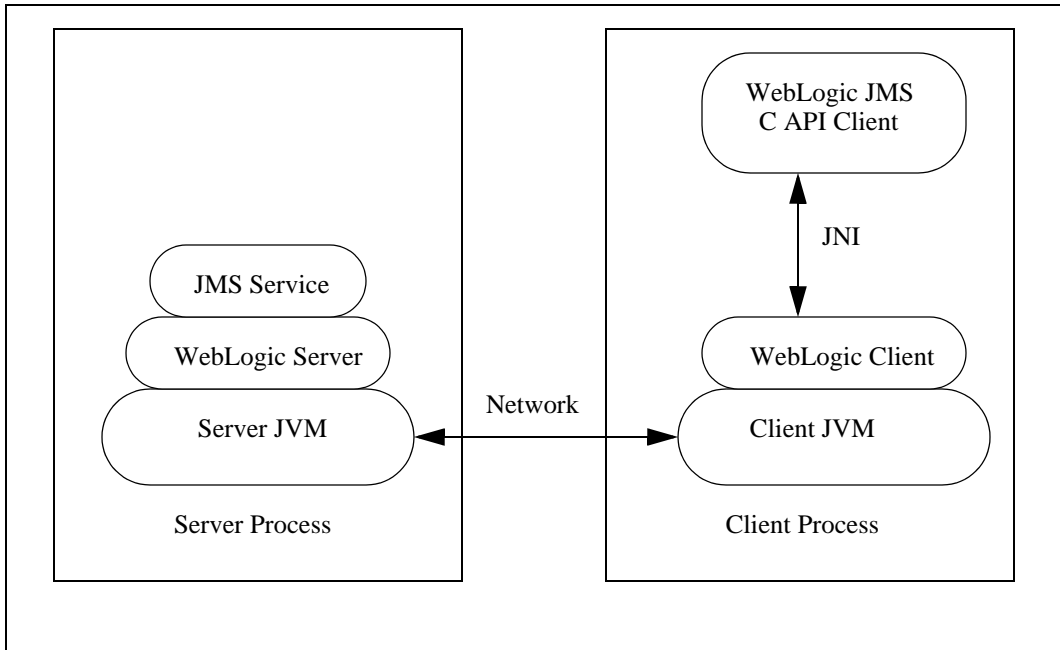 WebLogic JMS
C API Client
JNI
JMS Service
WebLogic Server
WebLogic Client
Network
Server JVM
Client JVM
Server Process
Client Process